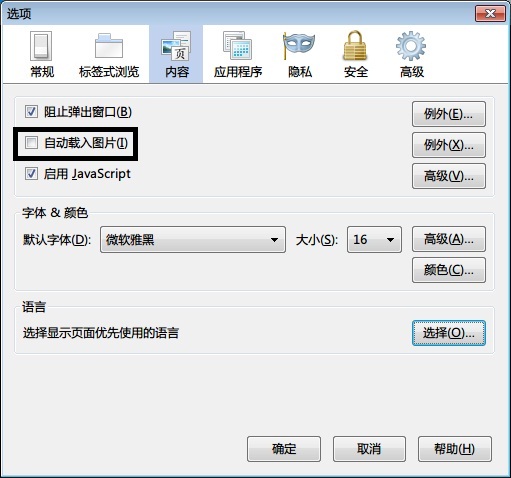 选项
常规 标签式浏览 内容 应用程序 隐私 安全 高级
阻止弹出窗口(B) 例外(E)...
自动载入图片(I) 例外(X)...
启用 JavaScript 高级(V)...
字体 & 颜色
默认字体(D): 微软雅黑 大小(S): 16 高级(A)...
颜色(C)...
语言
选择显示页面优先使用的语言 选择(O)...
确定 取消 帮助(H)